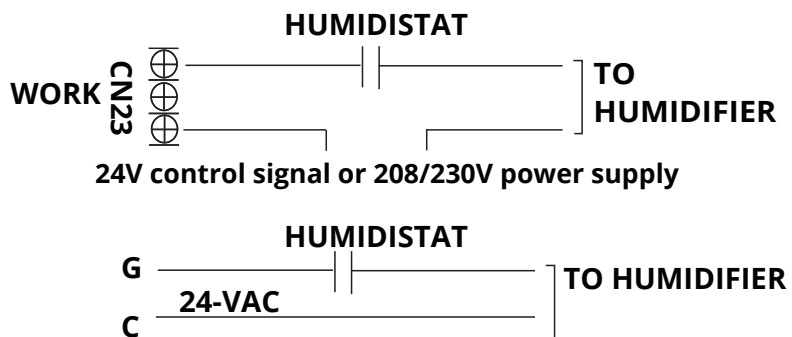 HUMIDISTAT
WORK CN23
TO
HUMIDIFIER
24V control signal or 208/230V power supply
HUMIDISTAT
G
TO HUMIDIFIER
24-VAC
C